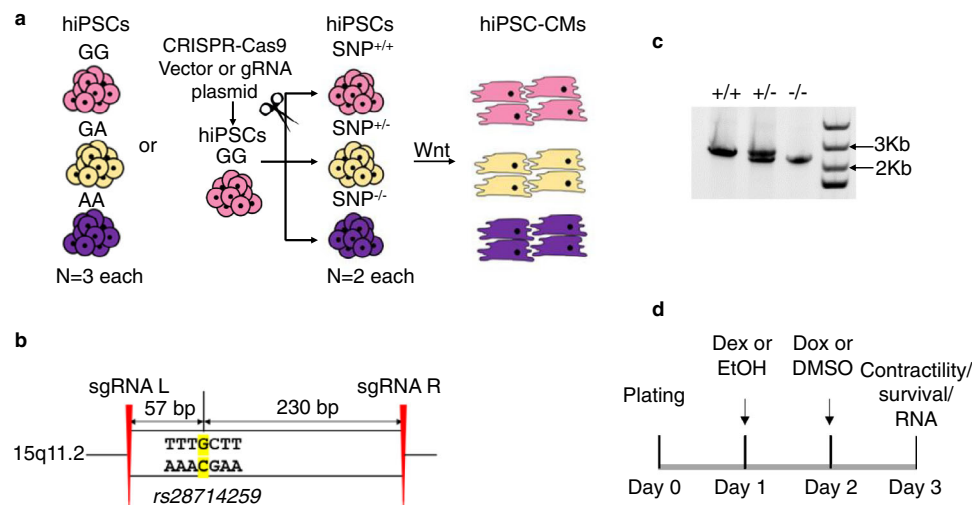 a
hiPSCs
GG
GA
AA
N=3 each
or
CRISPR-Cas9
Vector or gRNA
plasmid
hiPSCs
GG
hiPSCs
SNP+/+
SNP+/-
SNP-/-
N=2 each
Wnt
hiPSC-CMs
b
sgRNA L
sgRNA R
57 bp
230 bp
15q11.2
TTTGCTT
AAACGAA
rs28714259
c
+/+ +/- -/-
3Kb
2Kb
d
Plating
Dex or
EtOH
Dox or
DMSO
Contractility/
survival/
RNA
Day 0 Day 1 Day 2 Day 3